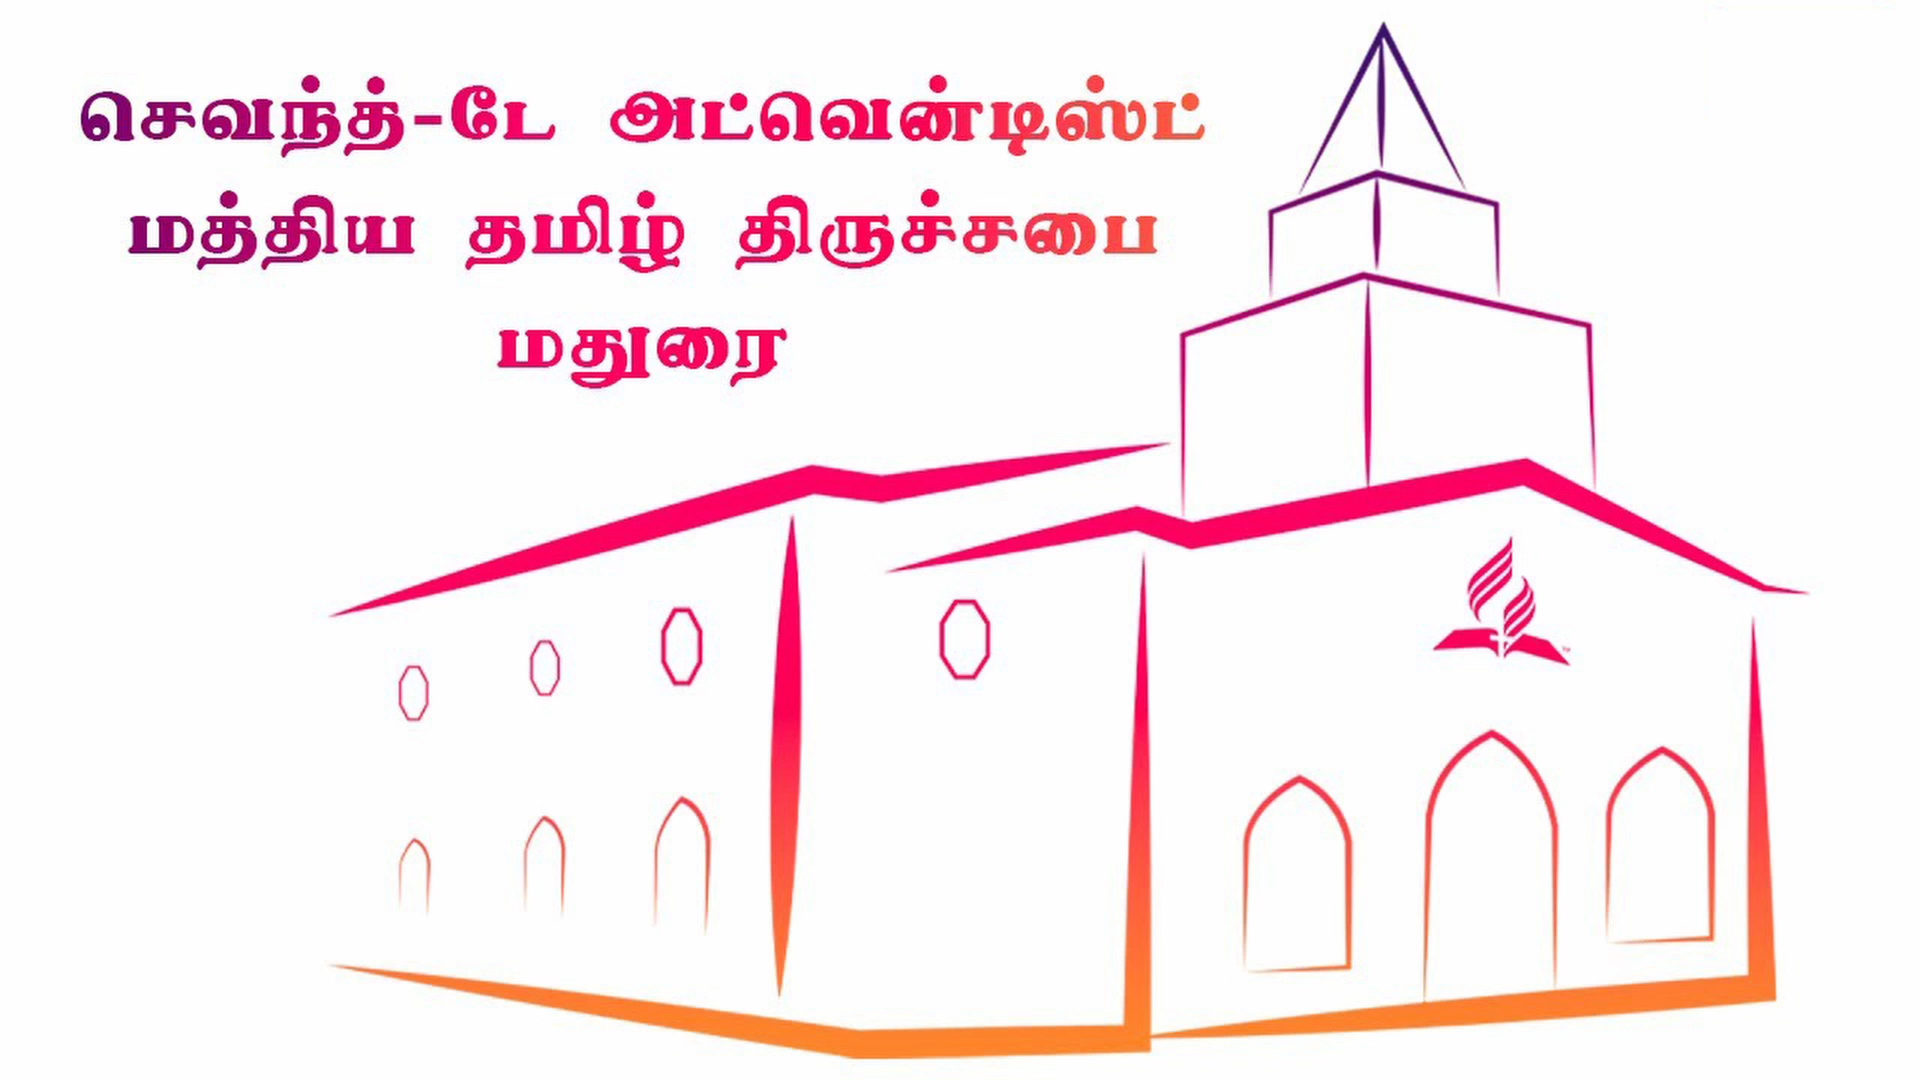 செவந்த்-டே அட்வென்டிஸ்ட்
மத்திய தமிழ் திருச்சபை
மதுரை